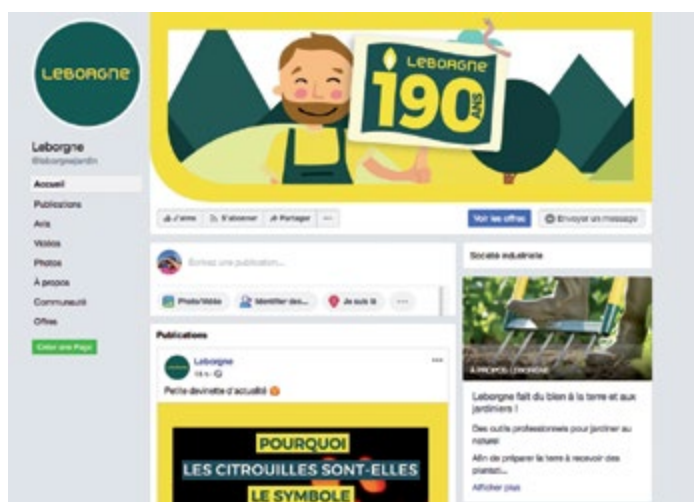 LEBORGNE
Leborgne
@leborgnejardin
Accueil
Publications
Avis
Vidéos
Photos
À propos
Communauté
Offres
Créer une Page
LEBORGNE
190
ANS
J'aime
S'abonner
Partager
Voir les offres
Envoyer un message
Écrivez une publication...
Photo/Vidéo
Identifier des...
Je suis là
Publications
Leborgne
18 h
Petite devinette d'actualité
POURQUOI
LES CITROUILLES SONT-ELLES
LE SYMBOLE
Société industrielle
À PROPOS LEBORGNE
Leborgne fait du bien à la terre et aux
jardiniers !
Des outils professionnels pour jardiner au
naturel
Afin de préparer la terre à recevoir des
plantati...
Afficher plus